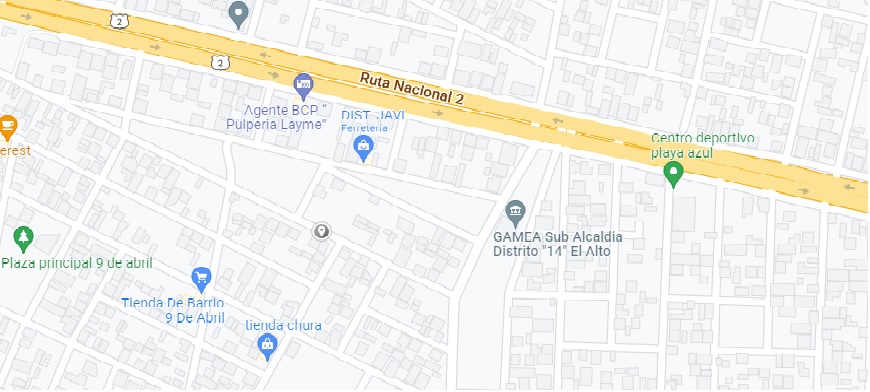 2
2
Ruta Nacional 2
Agente BCP "
Pulpería Layme"
DIST. JAVI
Ferretería
erest
Centro deportivo
playa azul
GAMEA Sub Alcaldia
Distrito "14" El Alto
Plaza principal 9 de abril
Tienda De Barrio
9 De Abril
tienda chura